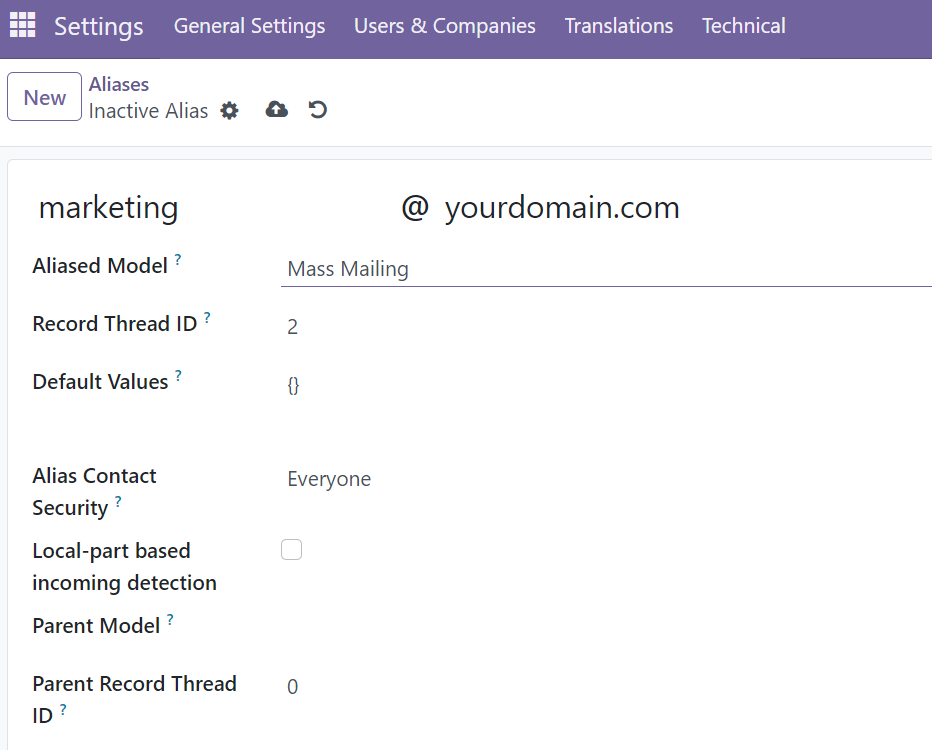 Settings General Settings Users & Companies Translations Technical
New Aliases
Inactive Alias
marketing @ yourdomain.com
Aliased Model ? Mass Mailing
Record Thread ID ? 2
Default Values ? {}
Alias Contact
Security ? Everyone
Local-part based
incoming detection
Parent Model ?
Parent Record Thread
ID ? 0